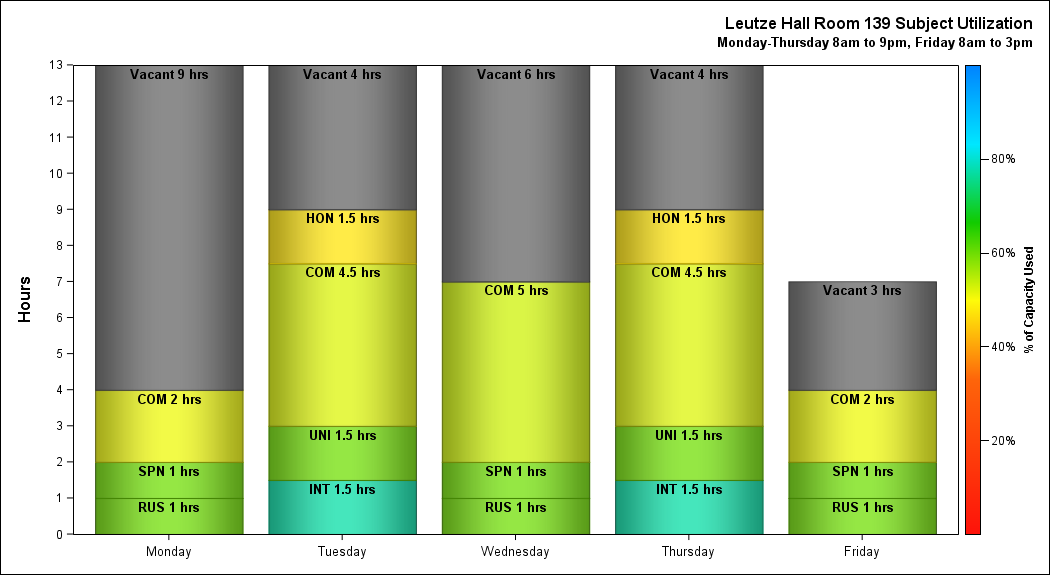 Leutze Hall Room 139 Subject Utilization
Monday-Thursday 8am to 9pm, Friday 8am to 3pm
Hours
13
12
11
10
9
8
7
6
5
4
3
2
1
0
Vacant 9 hrs
COM 2 hrs
SPN 1 hrs
RUS 1 hrs
Monday
Vacant 4 hrs
HON 1.5 hrs
COM 4.5 hrs
UNI 1.5 hrs
INT 1.5 hrs
Tuesday
Vacant 6 hrs
COM 5 hrs
SPN 1 hrs
RUS 1 hrs
Wednesday
Vacant 4 hrs
HON 1.5 hrs
COM 4.5 hrs
UNI 1.5 hrs
INT 1.5 hrs
Thursday
Vacant 3 hrs
COM 2 hrs
SPN 1 hrs
RUS 1 hrs
Friday
80%
60%
40%
20%
% of Capacity Used